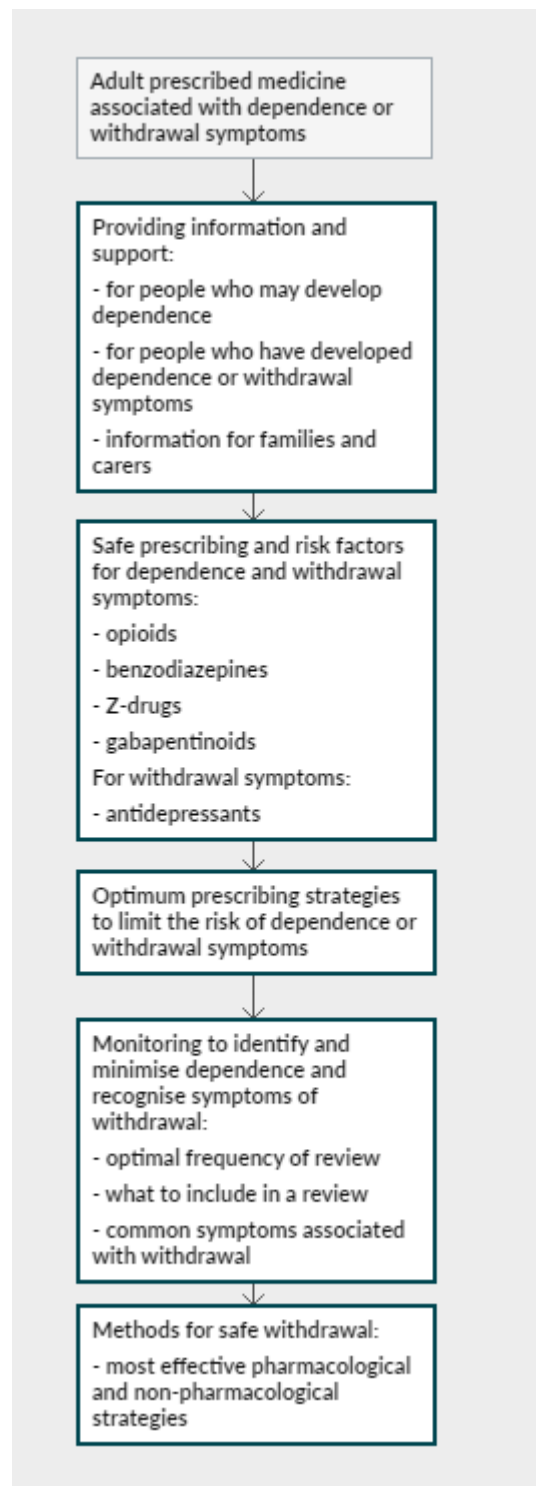 Adult prescribed medicine
associated with dependence or
withdrawal symptoms
Providing information and
support:
- for people who may develop
dependence
- for people who have developed
dependence or withdrawal
symptoms
- information for families and
carers
Safe prescribing and risk factors
for dependence and withdrawal
symptoms:
- opioids
- benzodiazepines
- Z-drugs
- gabapentinoids
For withdrawal symptoms:
- antidepressants
Optimum prescribing strategies
to limit the risk of dependence or
withdrawal symptoms
Monitoring to identify and
minimise dependence and
recognise symptoms of
withdrawal:
- optimal frequency of review
- what to include in a review
- common symptoms associated
with withdrawal
Methods for safe withdrawal:
- most effective pharmacological
and non-pharmacological
strategies